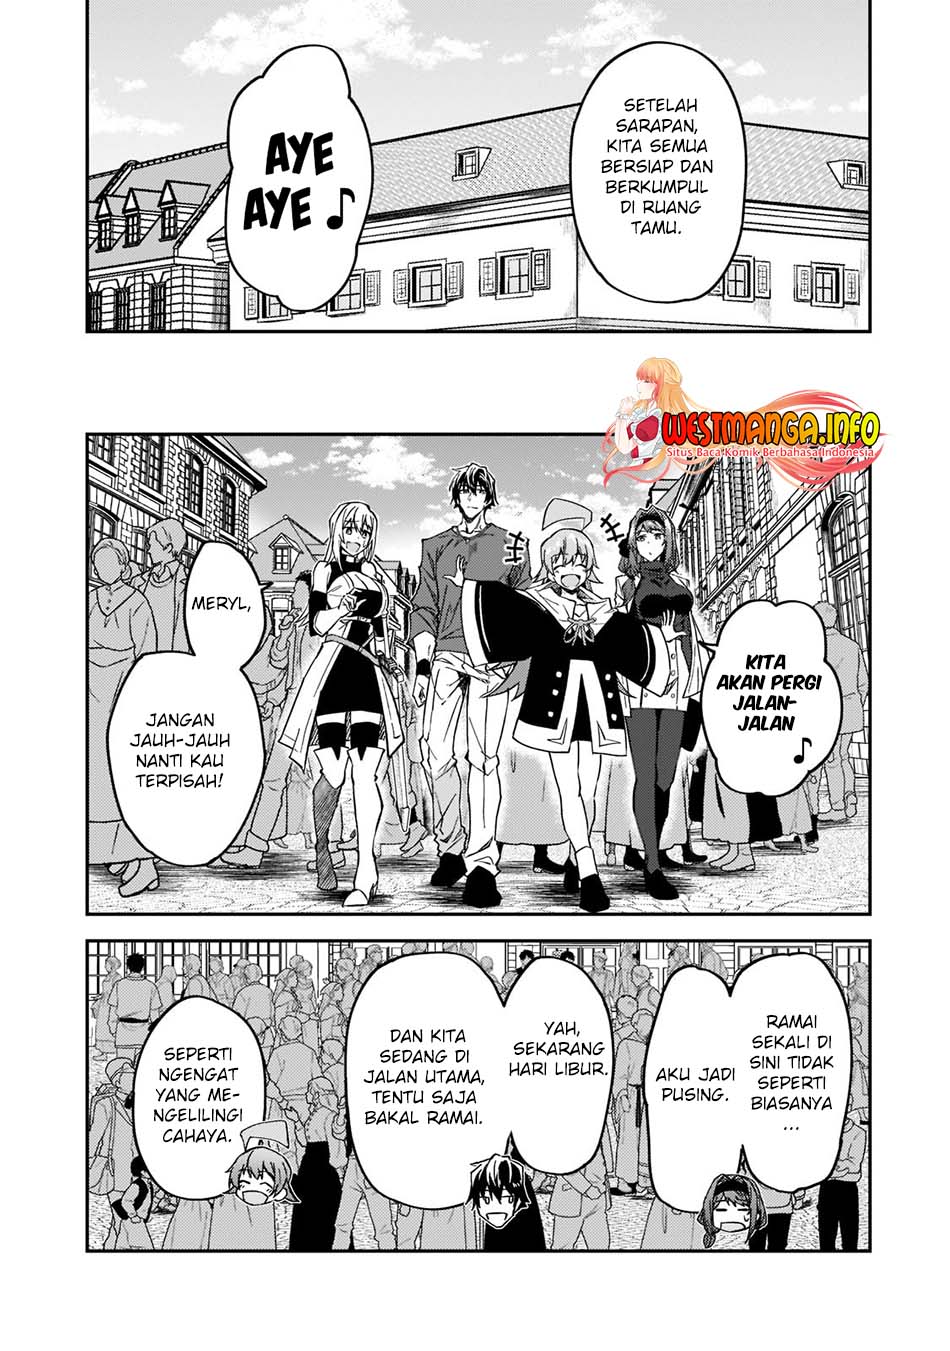 SETELAH
SARAPAN,
KITA SEMUA
BERSIAP DAN
BERKUMPUL
DI RUANG
TAMU.
AYE
AYE ♪
WESTMANGA.INFO
Situs Baca Komik Berbahasa Indonesia
KITA
AKAN PERGI
JALAN-
JALAN
♪
MERYL,
JANGAN
JAUH-JAUH
NANTI KAU
TERPISAH!
RAMAI
SEKALI DI
SINI TIDAK
SEPERTI
BIASANYA
...
AKU JADI
PUSING.
YAH,
SEKARANG
HARI LIBUR.
DAN KITA
SEDANG DI
JALAN UTAMA,
TENTU SAJA
BAKAL RAMAI.
SEPERTI
NGENGAT
YANG ME-
NGELILINGI
CAHAYA.